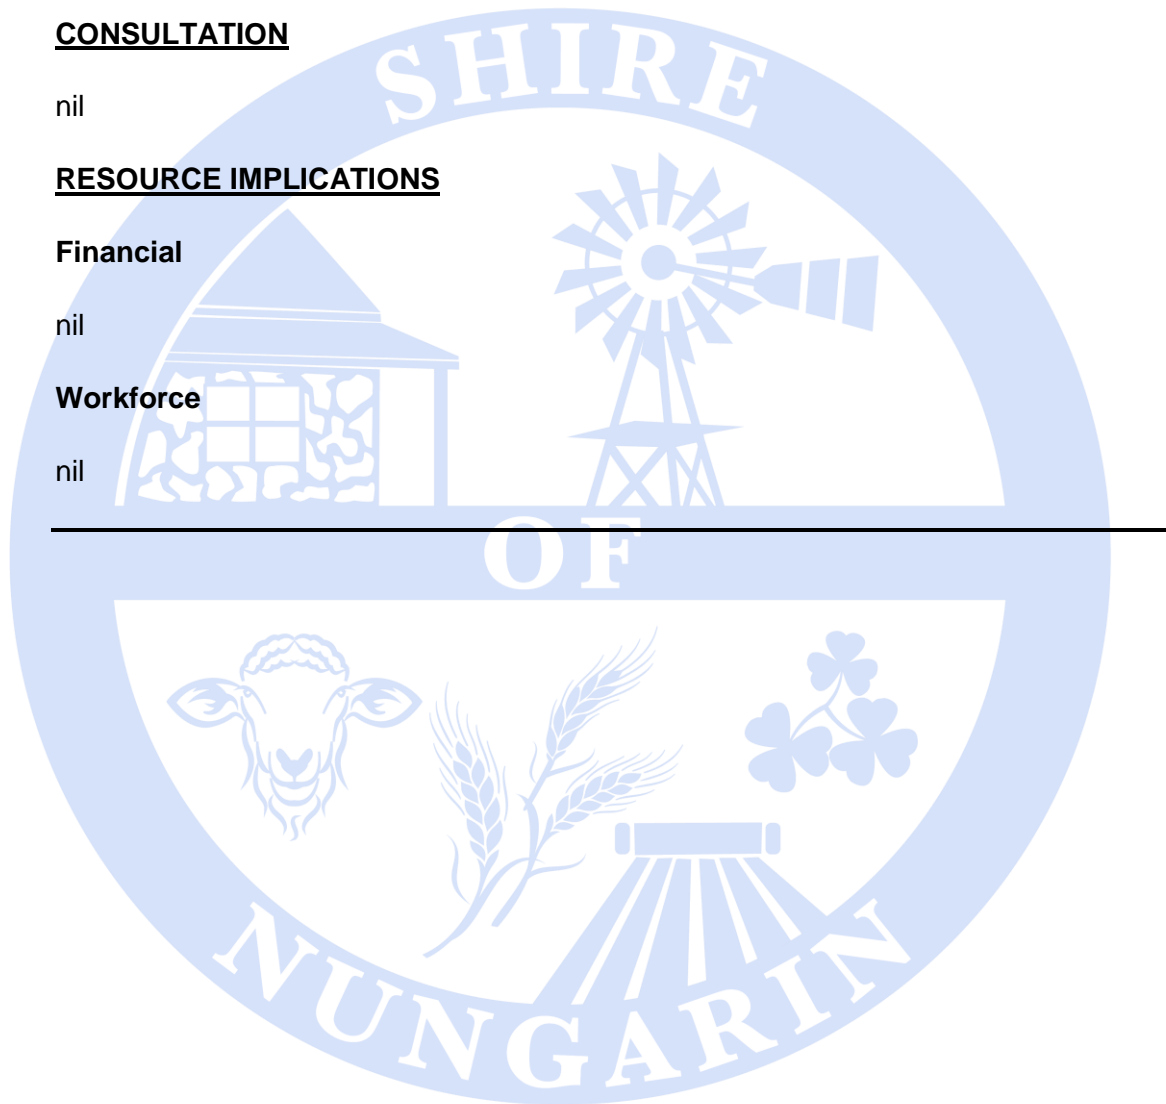 CONSULTATION
nil
RESOURCE IMPLICATIONS
Financial
nil
Workforce
nil
SHIRE
OF
NUNGARIN